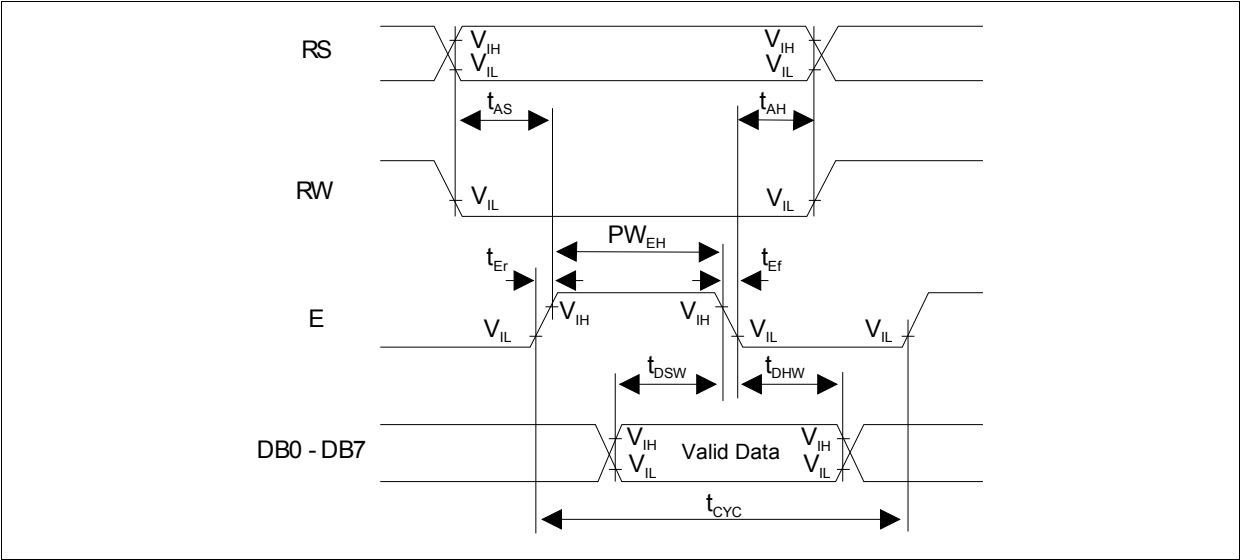 RS
V_IH
V_IL
V_IH
V_IL
t_AS
t_AH
RW
V_IL
V_IL
PW_EH
t_Er
t_Ef
E
V_IL
V_IH
V_IH
V_IL
V_IL
t_DSW
t_DHW
DB0 - DB7
V_IH
V_IL
Valid Data
V_IH
V_IL
t_CYC